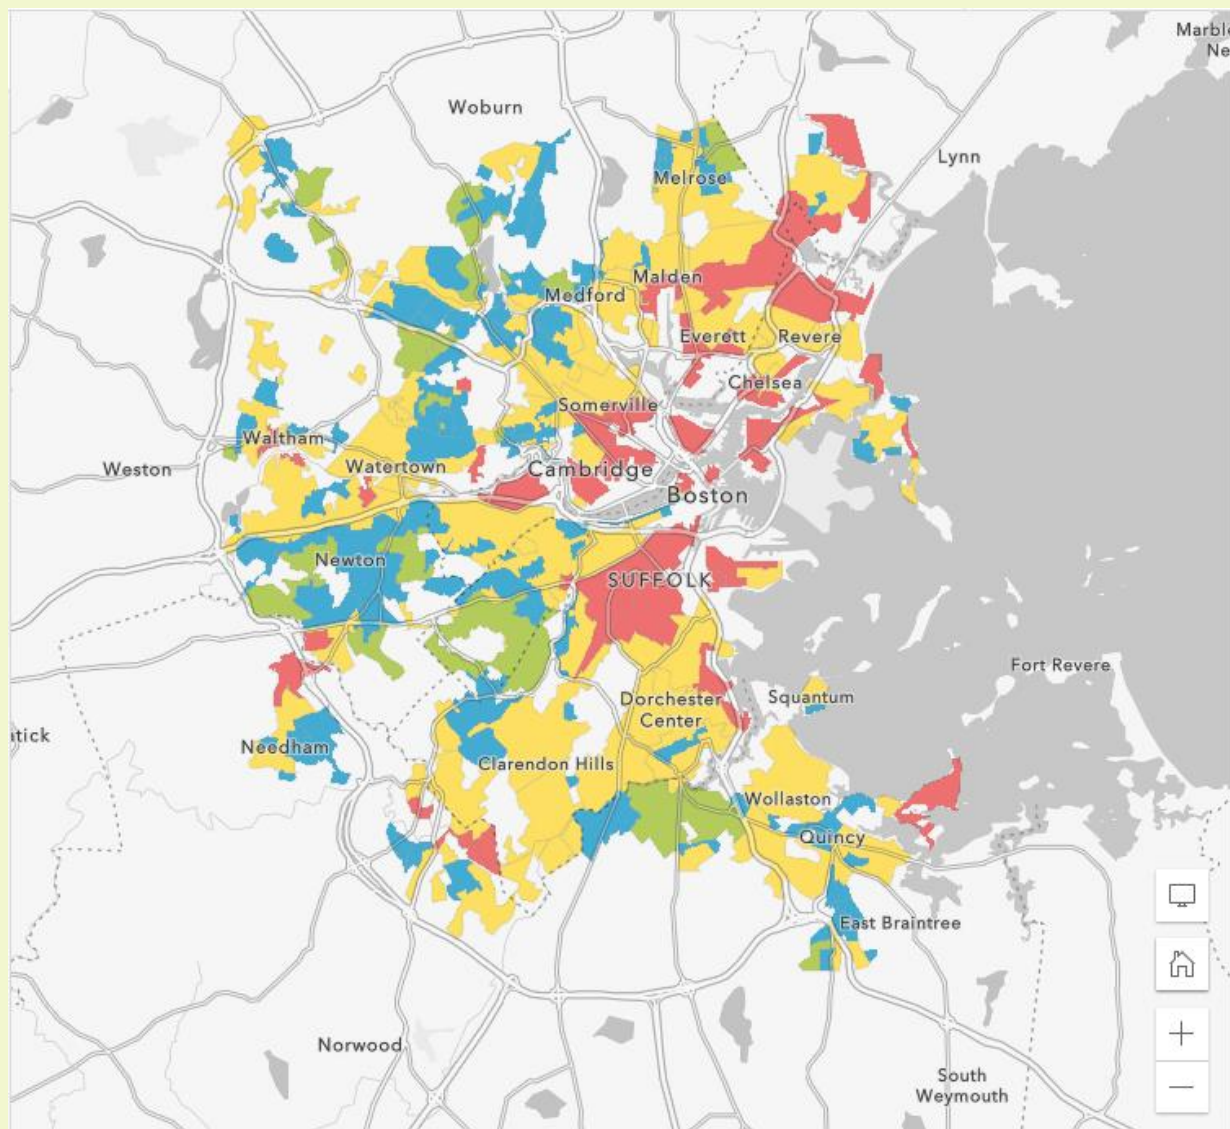 Marble
Ne
Woburn
Lynn
Melrose
Malden
Medford
Everett
Revere
Chelsea
Somerville
Waltham
Weston
Watertown
Cambridge
Boston
Newton
SUFFOLK
Fort Revere
Dorchester
Center
Squantum
atick
Needham
Clarendon Hills
Wollaston
Quincy
East Braintree
Norwood
South
Weymouth